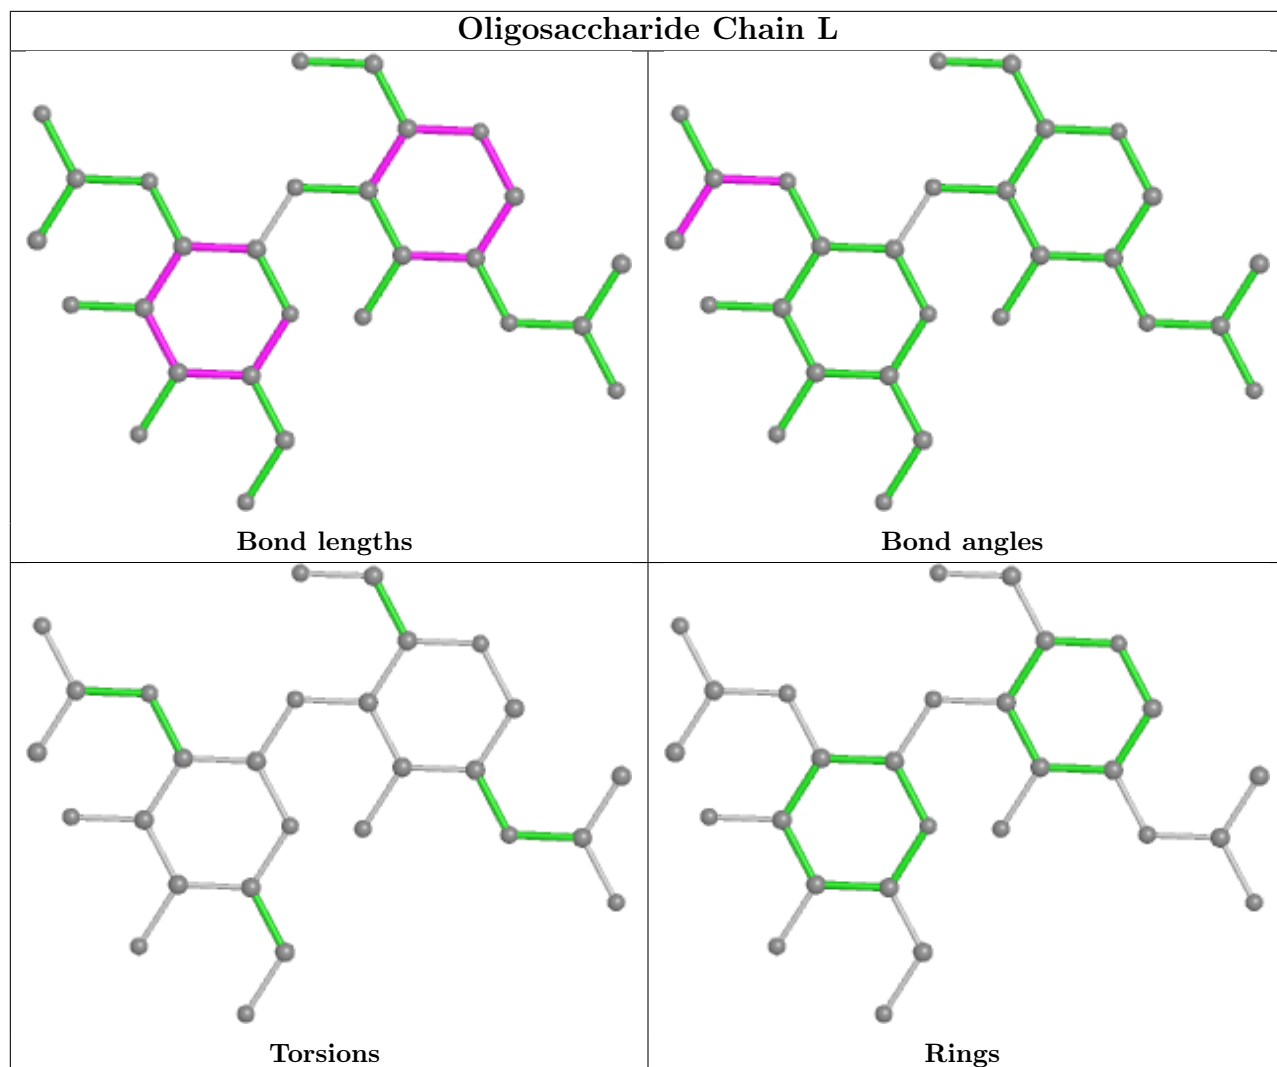 Oligosaccharide Chain L
Bond lengths
Bond angles
Torsions
Rings